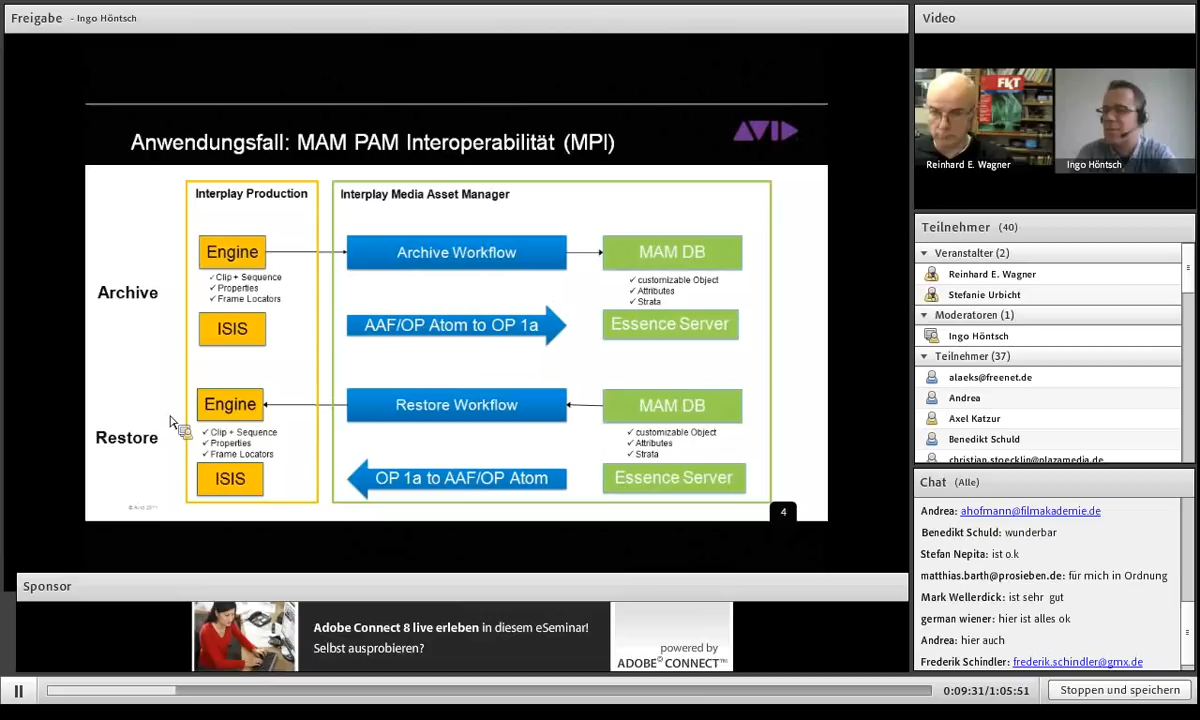 Freigabe - Ingo Höntsch
Anwendungsfall: MAM PAM Interoperabilität (MPI)
AVID
Interplay Production
Interplay Media Asset Manager
Archive
Engine
✓ Clip + Sequence
✓ Properties
✓ Frame Locators
ISIS
Archive Workflow
AAF/OP Atom to OP 1a
MAM DB
✓ customizable Object
✓ Attributes
✓ Strata
Essence Server
Restore
Engine
✓ Clip + Sequence
✓ Properties
✓ Frame Locators
ISIS
Restore Workflow
OP 1a to AAF/OP Atom
MAM DB
✓ customizable Object
✓ Attributes
✓ Strata
Essence Server
© Avid 2011
4
Sponsor
Adobe Connect 8 live erleben in diesem eSeminar!
Selbst ausprobieren?
powered by
ADOBE® CONNECT™
Video
FKT
Reinhard E. Wagner
Ingo Höntsch
Teilnehmer (40)
Veranstalter (2)
Reinhard E. Wagner
Stefanie Urbicht
Moderatoren (1)
Ingo Höntsch
Teilnehmer (37)
alaeks@freenet.de
Andrea
Axel Katzur
Benedikt Schuld
christian.stoecklin@plazamedia.de
Chat (Alle)
Andrea: ahofmann@filmakademie.de
Benedikt Schuld: wunderbar
Stefan Nepita: ist o.k
matthias.barth@prosieben.de: für mich in Ordnung
Mark Wellerdick: ist sehr gut
german wiener: hier ist alles ok
Andrea: hier auch
Frederik Schindler: frederik.schindler@gmx.de
0:09:31/1:05:51
Stoppen und speichern